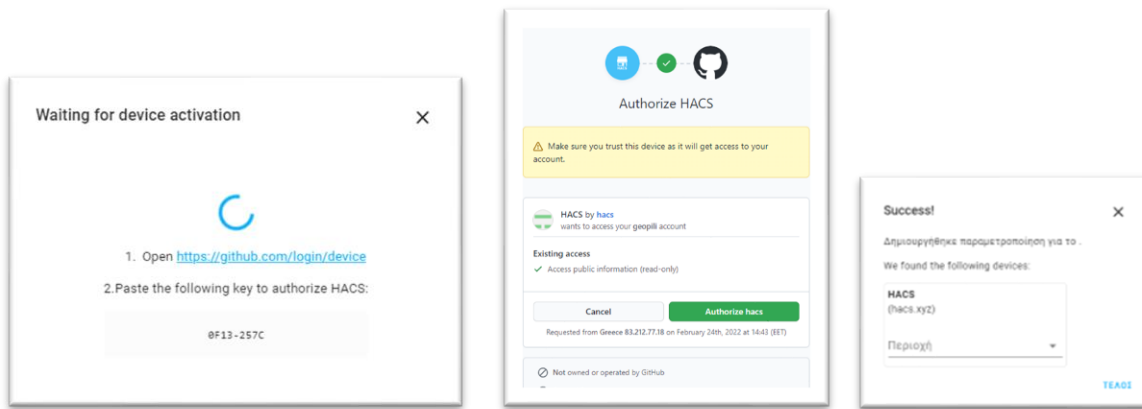 Waiting for device activation
1. Open https://github.com/login/device
2.Paste the following key to authorize HACS:
0F13-257C
Authorize HACS
Make sure you trust this device as it will get access to your
account.
HACS by hacs
wants to access your geopili account
Existing access
Access public information (read-only)
Cancel
Authorize hacs
Requested from Greece 83.212.77.18 on February 24th, 2022 at 14:43 (EET)
Not owned or operated by GitHub
Success!
Δημιουργήθηκε παραμετροποίηση για το .
We found the following devices:
HACS
(hacs.xyz)
Περιοχή
ΤΕΛΟΣ